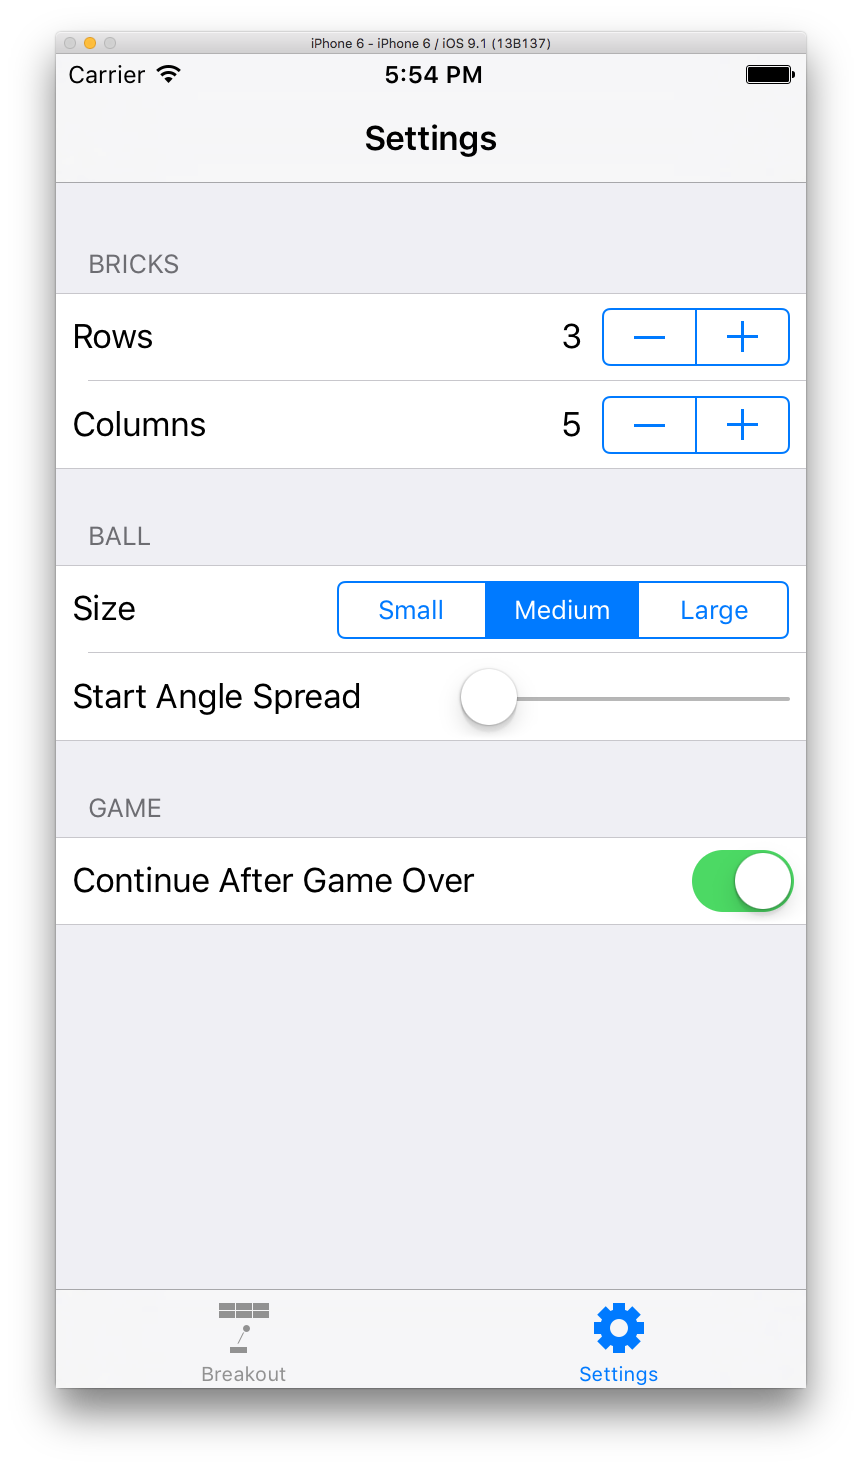 iPhone 6 - iPhone 6 / iOS 9.1 (13B137)
Carrier 5:54 PM
Settings
BRICKS
Rows 3
Columns 5
BALL
Size Small Medium Large
Start Angle Spread
GAME
Continue After Game Over
Breakout Settings